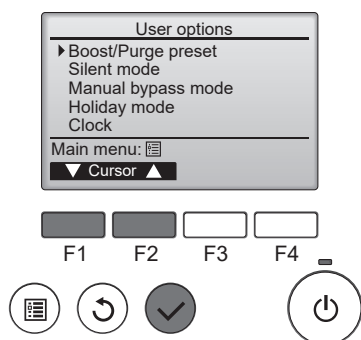 User options
Boost/Purge preset
Silent mode
Manual bypass mode
Holiday mode
Clock
Main menu:
▼ Cursor ▲
F1 F2 F3 F4